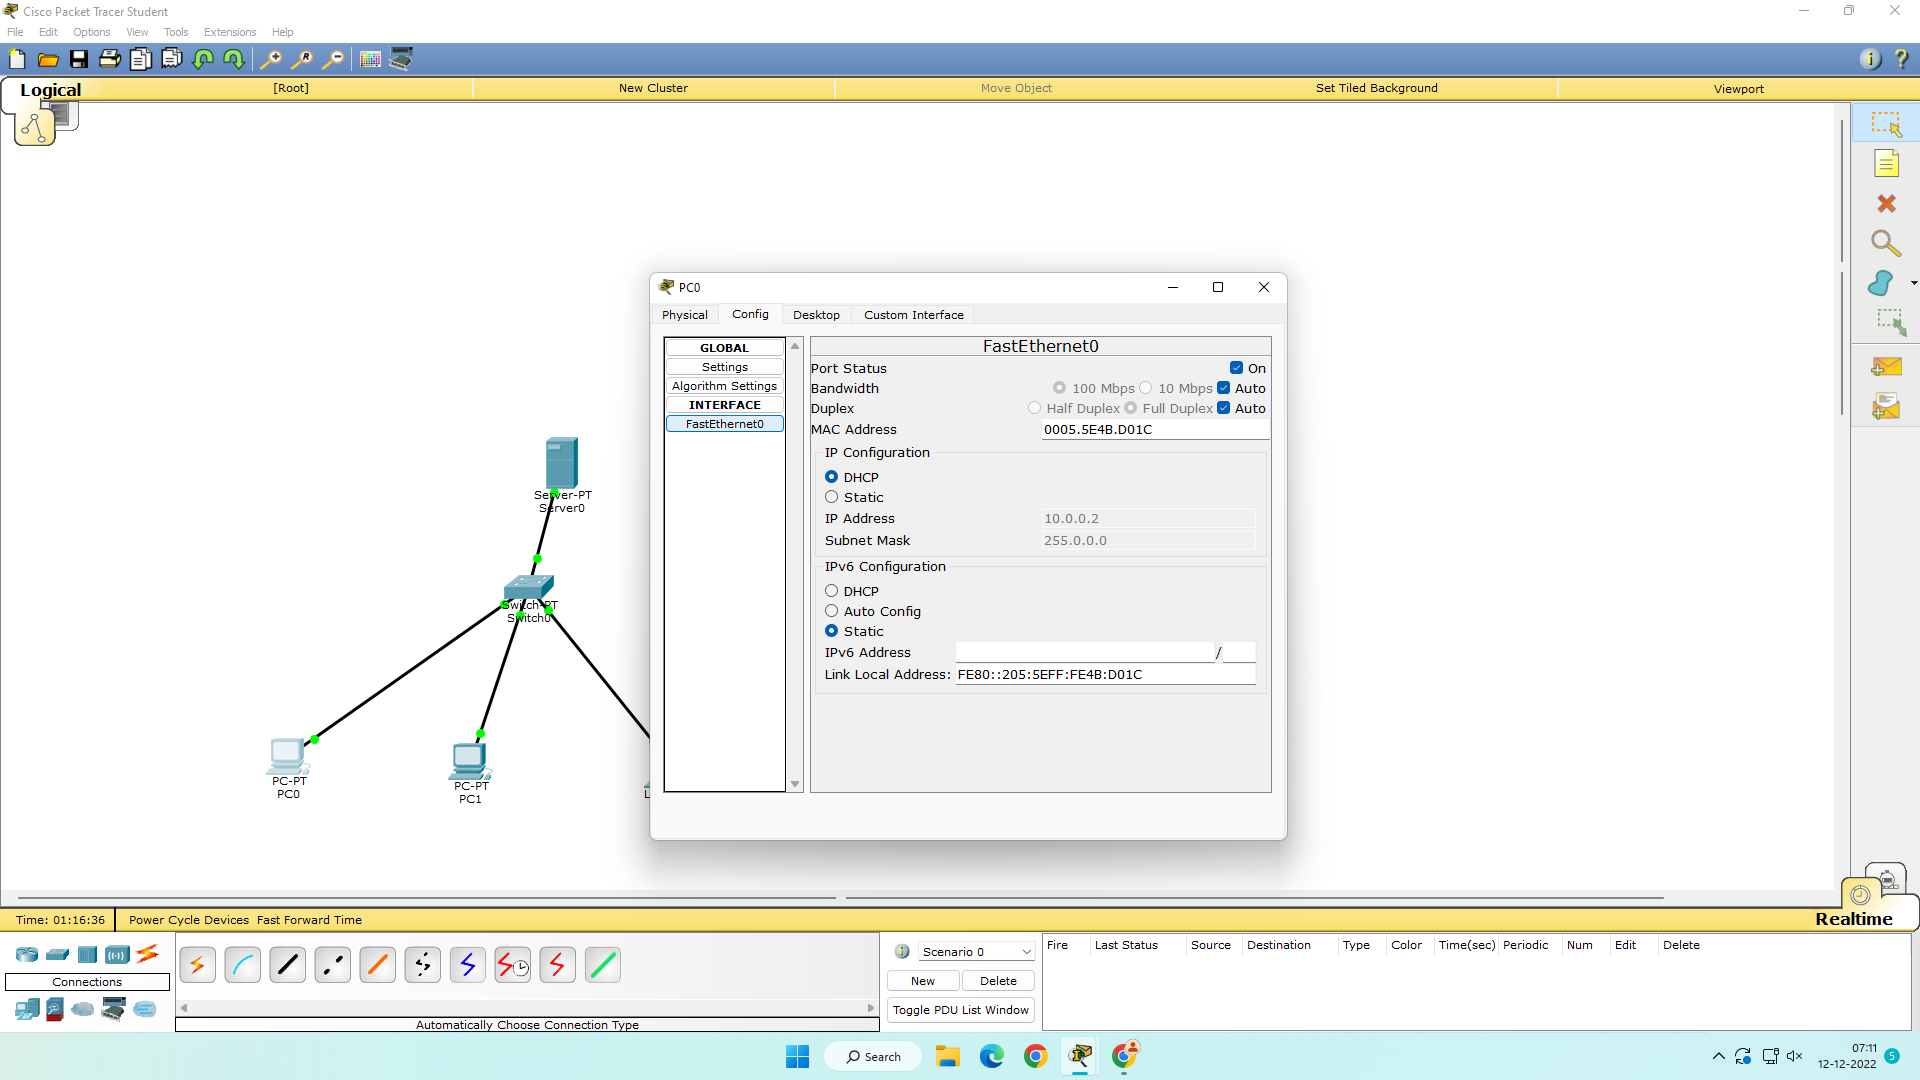 Cisco Packet Tracer Student
File Edit Options View Tools Extensions Help
Logical [Root] New Cluster Move Object Set Tiled Background Viewport
Server-PT
Server0
Switch-PT
Switch0
PC-PT
PC0
PC-PT
PC1
PC0
Physical Config Desktop Custom Interface
GLOBAL
Settings
Algorithm Settings
INTERFACE
FastEthernet0
FastEthernet0
Port Status On
Bandwidth 100 Mbps 10 Mbps Auto
Duplex Half Duplex Full Duplex Auto
MAC Address 0005.5E4B.D01C
IP Configuration
DHCP
Static
IP Address 10.0.0.2
Subnet Mask 255.0.0.0
IPv6 Configuration
DHCP
Auto Config
Static
IPv6 Address /
Link Local Address: FE80::205:5EFF:FE4B:D01C
Time: 01:16:36 Power Cycle Devices Fast Forward Time
Realtime
Connections
Automatically Choose Connection Type
Scenario 0
New Delete
Toggle PDU List Window
Fire Last Status Source Destination Type Color Time(sec) Periodic Num Edit Delete
Search
07:11
12-12-2022
5